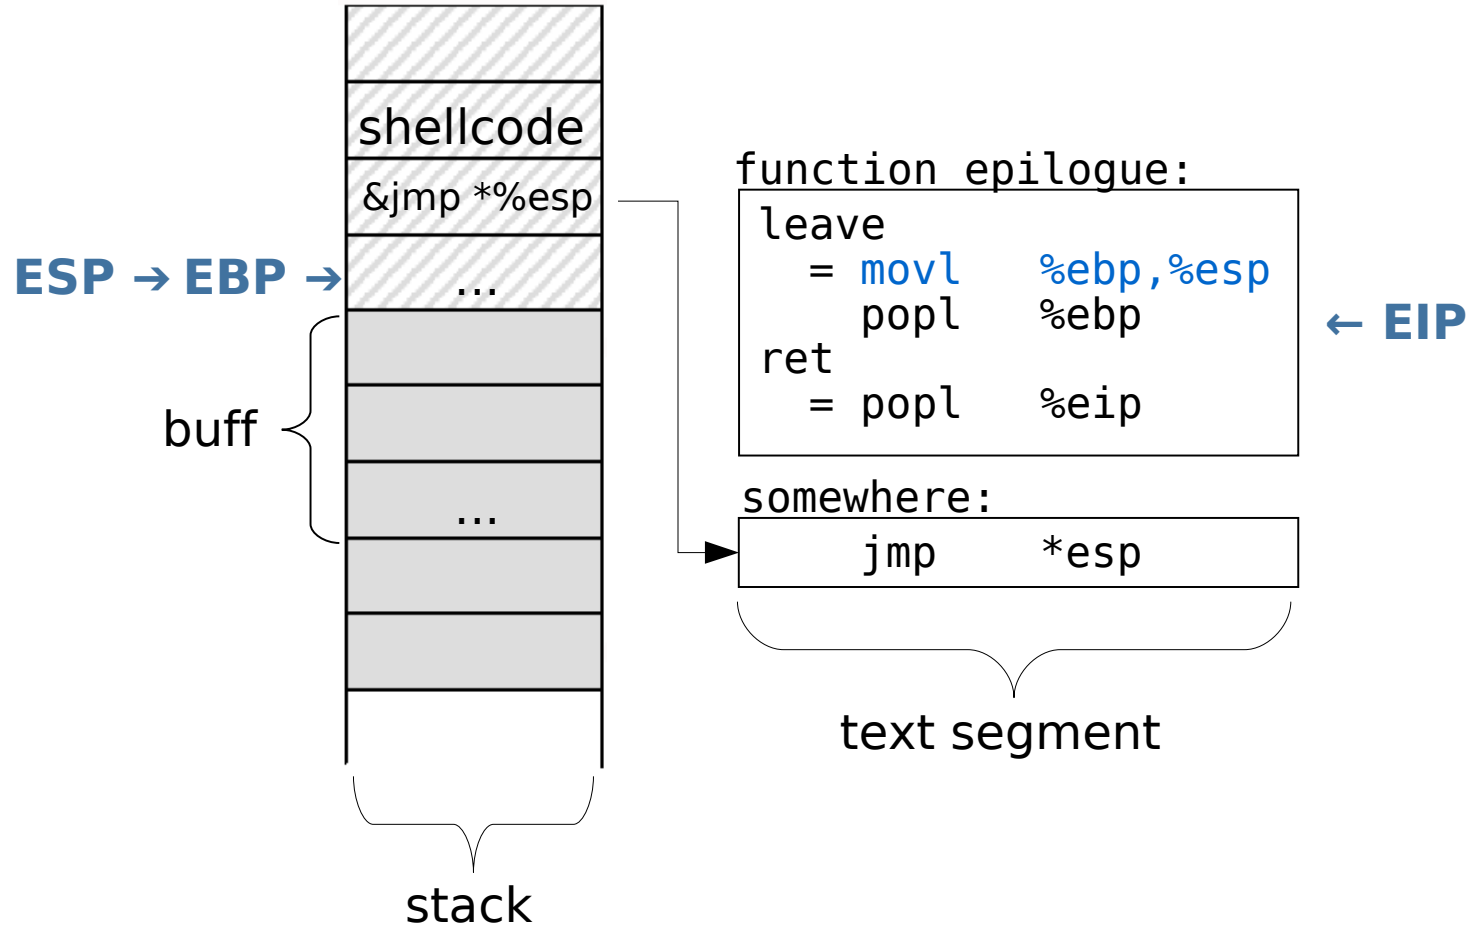 shellcode
&jmp *%esp
ESP ➔ EBP ➔
...
buff
...
stack
function epilogue:
leave
= movl %ebp,%esp
popl %ebp
ret
= popl %eip
← EIP
somewhere:
jmp *esp
text segment